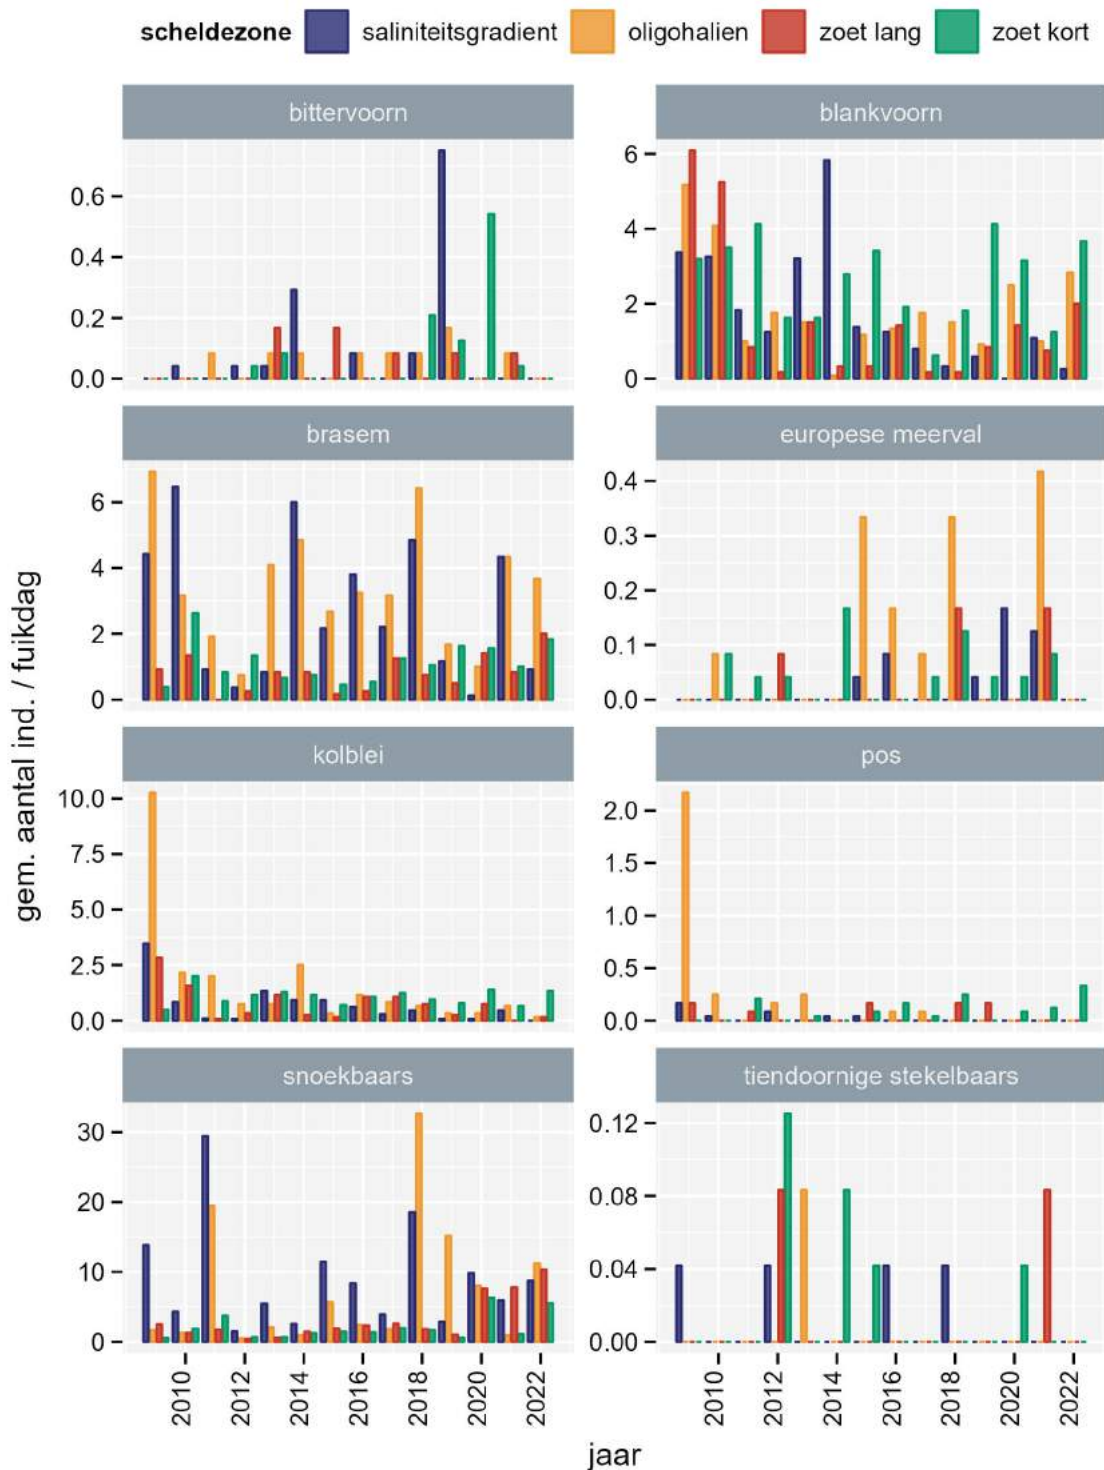 scheldezone saliniteitsgradient oligohalien zoet lang zoet kort
bittervoorn
0.6
0.4
0.2
0.0
blankvoorn
6
4
2
0
brasem
6
4
2
0
europese meerval
0.4
0.3
0.2
0.1
0.0
kolblei
10.0
7.5
5.0
2.5
0.0
pos
2.0
1.5
1.0
0.5
0.0
snoekbaars
30
20
10
0
tiendoornige stekelbaars
0.12
0.08
0.04
0.00
2010 2012 2014 2016 2018 2020 2022
2010 2012 2014 2016 2018 2020 2022
gem. aantal ind. / fuikdag
jaar